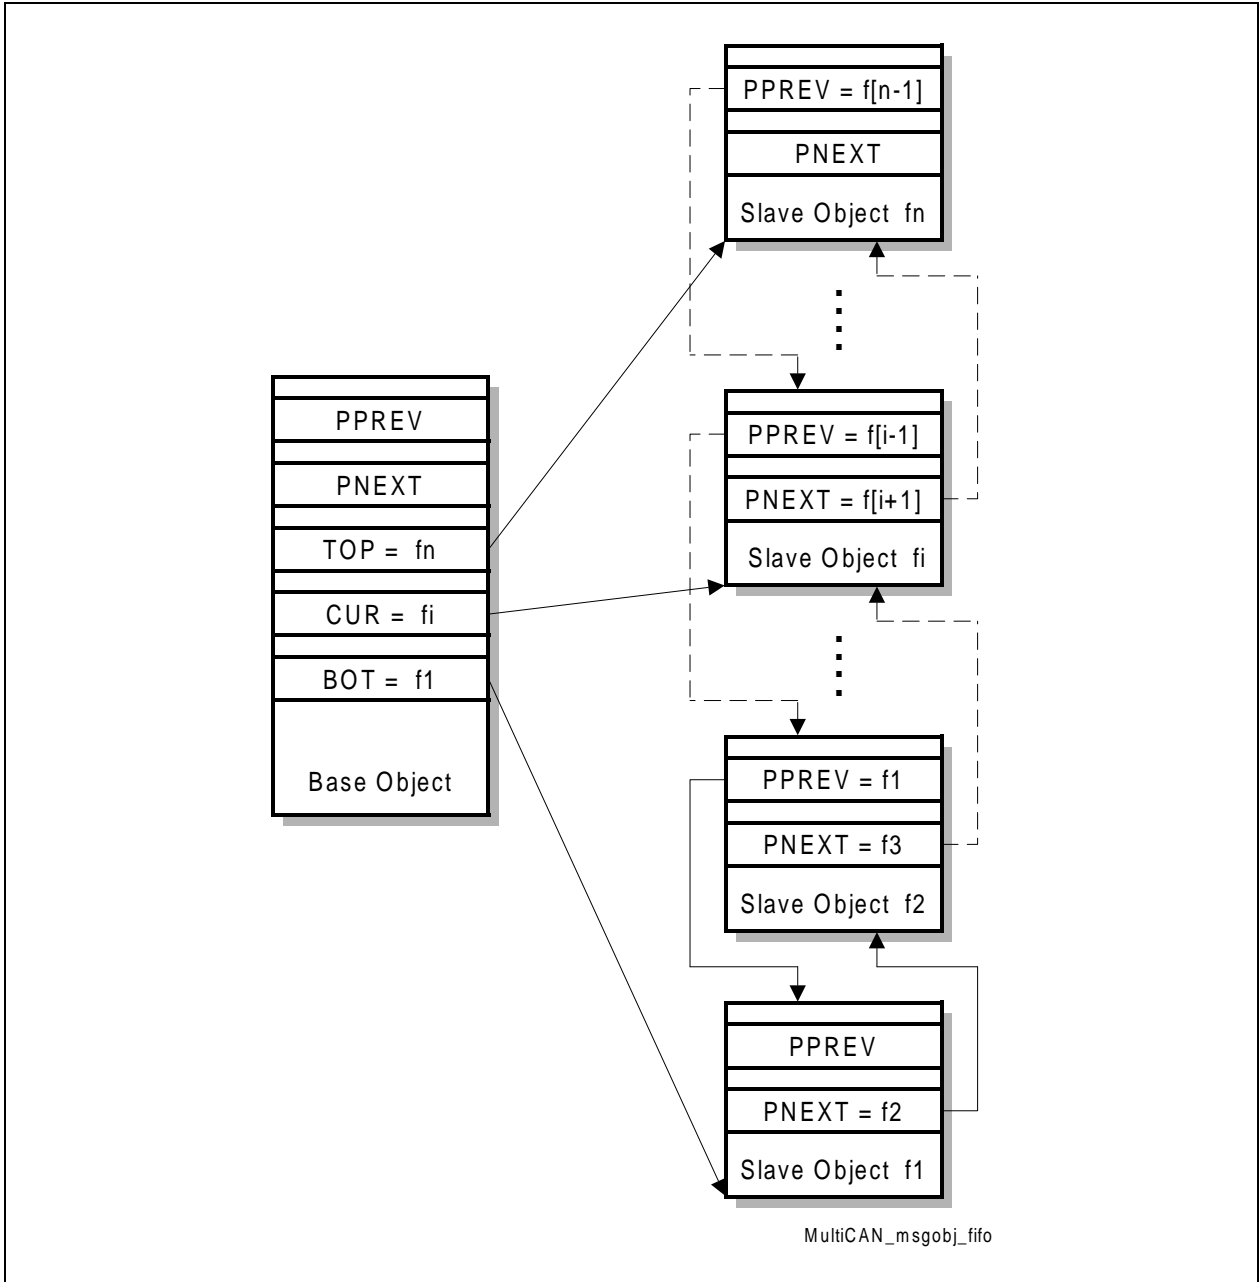 PPREV = f[n-1]
PNEXT
Slave Object fn
PPREV
PNEXT
TOP = fn
CUR = fi
BOT = f1
Base Object
PPREV = f[i-1]
PNEXT = f[i+1]
Slave Object fi
PPREV = f1
PNEXT = f3
Slave Object f2
PPREV
PNEXT = f2
Slave Object f1
MultiCAN_msgobj_fifo